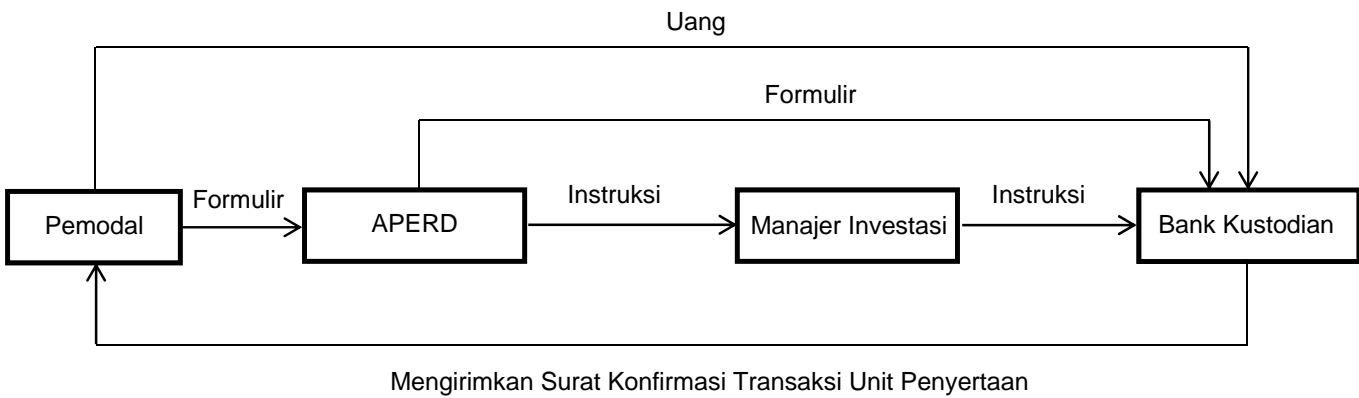 Uang
Formulir
Formulir
Instruksi
Instruksi
Pemodal
APERD
Manajer Investasi
Bank Kustodian
Mengirimkan Surat Konfirmasi Transaksi Unit Penyertaan